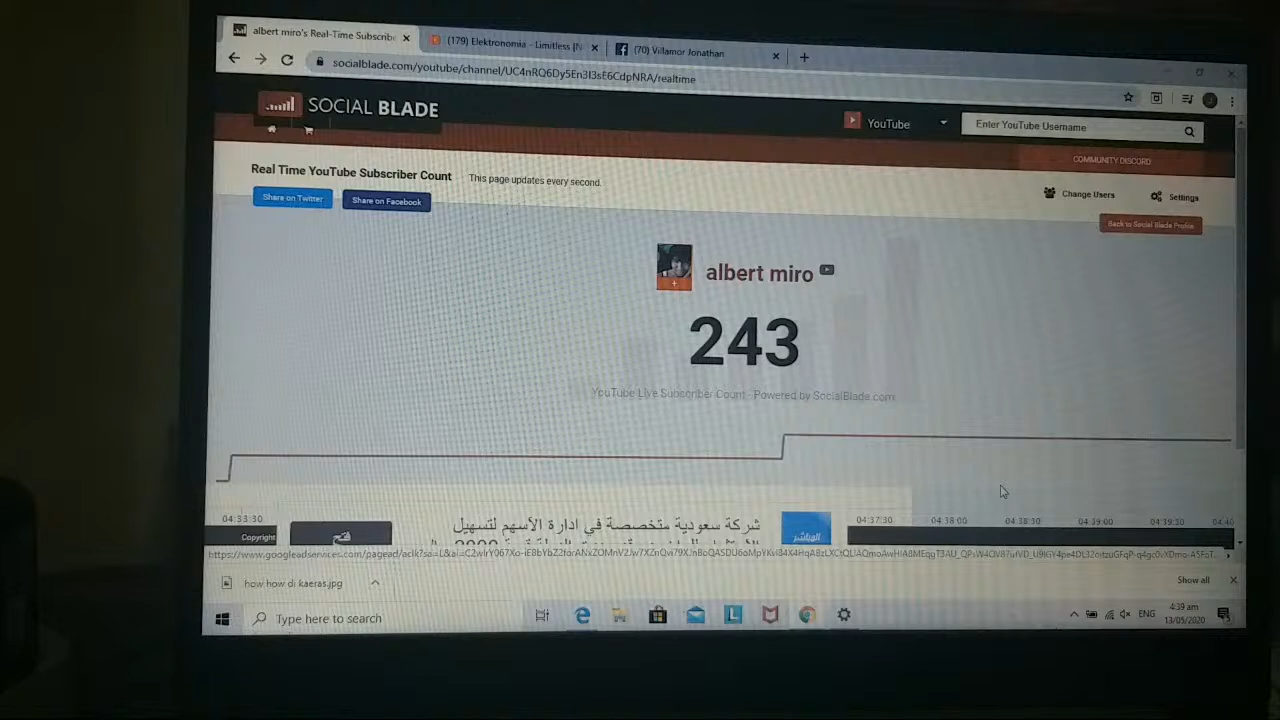 albert miro's Real-Time Subscribe
(179) Elektronomia - Limitless [N
(70) Villamor Jonathan
socialblade.com/youtube/channel/UC4nRQ6Dy5En3I3sE6CdpNRA/realtime
SOCIAL BLADE
YouTube
Enter YouTube Username
COMMUNITY DISCORD
Real Time YouTube Subscriber Count
This page updates every second.
Change Users
Settings
Share on Twitter
Share on Facebook
Back to Social Blade Profile
albert miro
243
YouTube Live Subscriber Count - Powered by SocialBlade.com
04:33:30
04:37:30
04:38:00
04:38:30
04:39:00
04:39:30
04:40
شركة سعودية متخصصة في ادارة الأسهم لتسهيل
فتح
المباشر
Copyright
how how di kaeras.jpg
Show all
Type here to search
ENG
4:39 am
13/05/2020